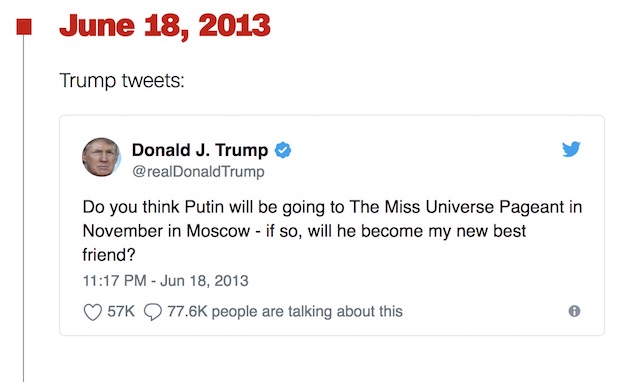 June 18, 2013
Trump tweets:
Donald J. Trump
@realDonaldTrump
Do you think Putin will be going to The Miss Universe Pageant in
November in Moscow - if so, will he become my new best
friend?
11:17 PM - Jun 18, 2013
57K 77.6K people are talking about this